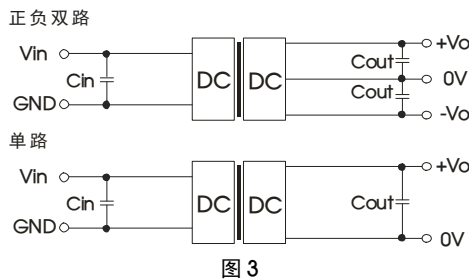 正负双路
Vin
Cin
GND
DC DC
+Vo
Cout
0V
Cout
-Vo
单路
Vin
Cin
GND
DC DC
+Vo
Cout
0V
图 3